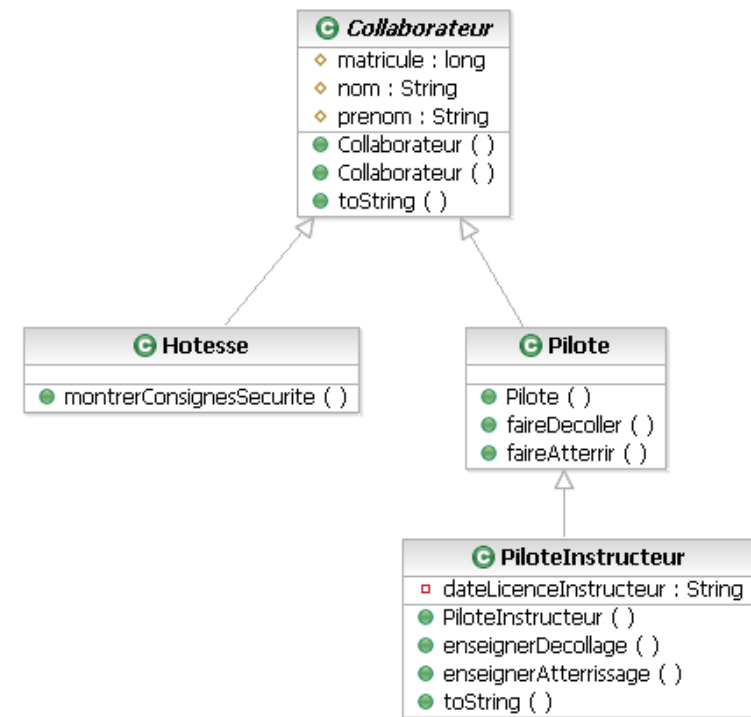 Collaborateur
matricule : long
nom : String
prenom : String
Collaborateur ( )
Collaborateur ( )
toString ( )
Hotesse
montrerConsignesSecurite ( )
Pilote
Pilote ( )
faireDecoller ( )
faireAtterrir ( )
PiloteInstructeur
dateLicenceInstructeur : String
PiloteInstructeur ( )
enseignerDecollage ( )
enseignerAtterrissage ( )
toString ( )